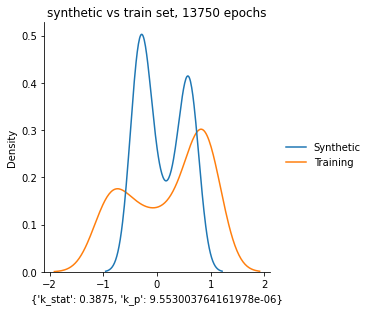 synthetic vs train set, 13750 epochs
0.5
0.4
0.3
0.2
0.1
0.0
Density
−2
−1
0
1
2
{'k_stat': 0.3875, 'k_p': 9.553003764161978e-06}
Synthetic
Training